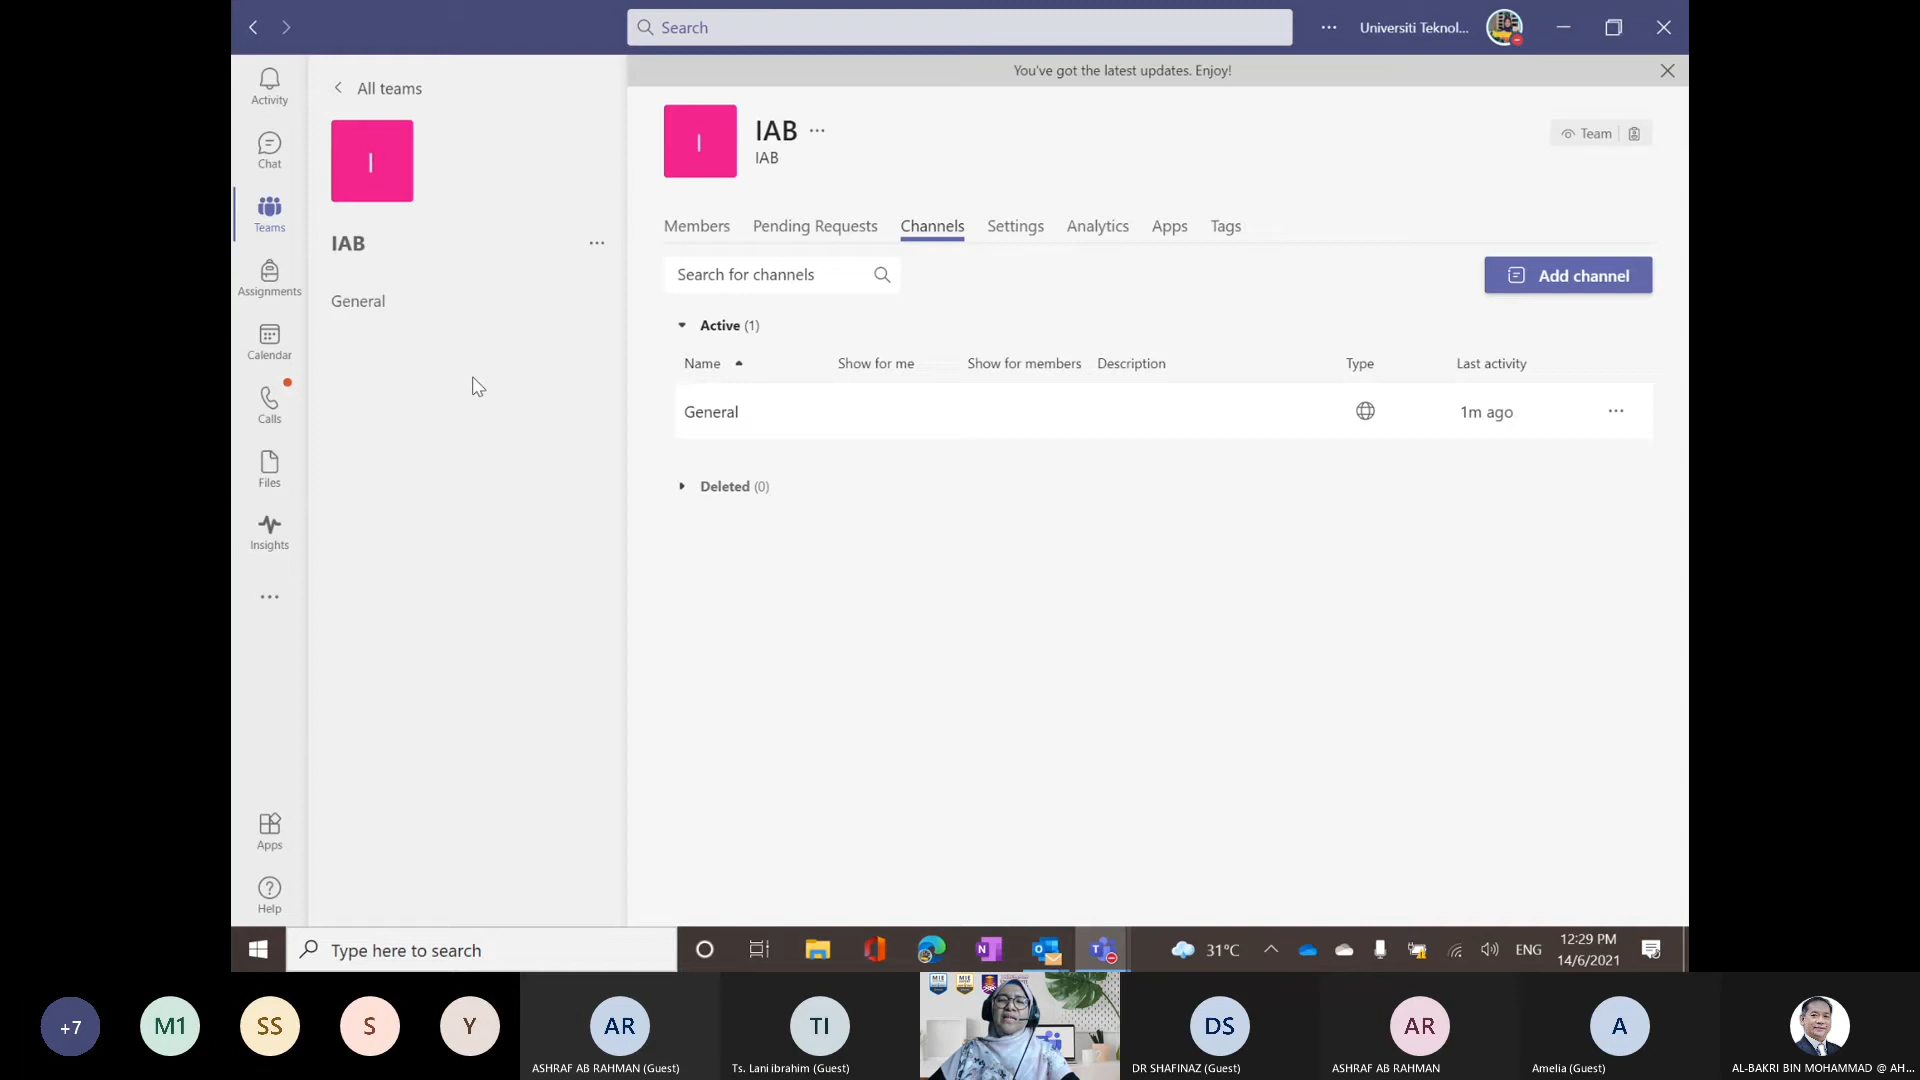 Search
Universiti Teknol...
You've got the latest updates. Enjoy!
Activity
Chat
Teams
Assignments
Calendar
Calls
Files
Insights
Apps
Help
All teams
I
IAB
General
I
IAB
IAB
Team
Members Pending Requests Channels Settings Analytics Apps Tags
Search for channels
Add channel
Active (1)
Name Show for me Show for members Description Type Last activity
General 1m ago
Deleted (0)
Type here to search
31°C
ENG
12:29 PM
14/6/2021
+7
M1
SS
S
Y
AR
ASHRAF AB RAHMAN (Guest)
TI
Ts. Lani ibrahim (Guest)
DS
DR SHAFINAZ (Guest)
AR
ASHRAF AB RAHMAN
A
Amelia (Guest)
AL-BAKRI BIN MOHAMMAD @ AH...